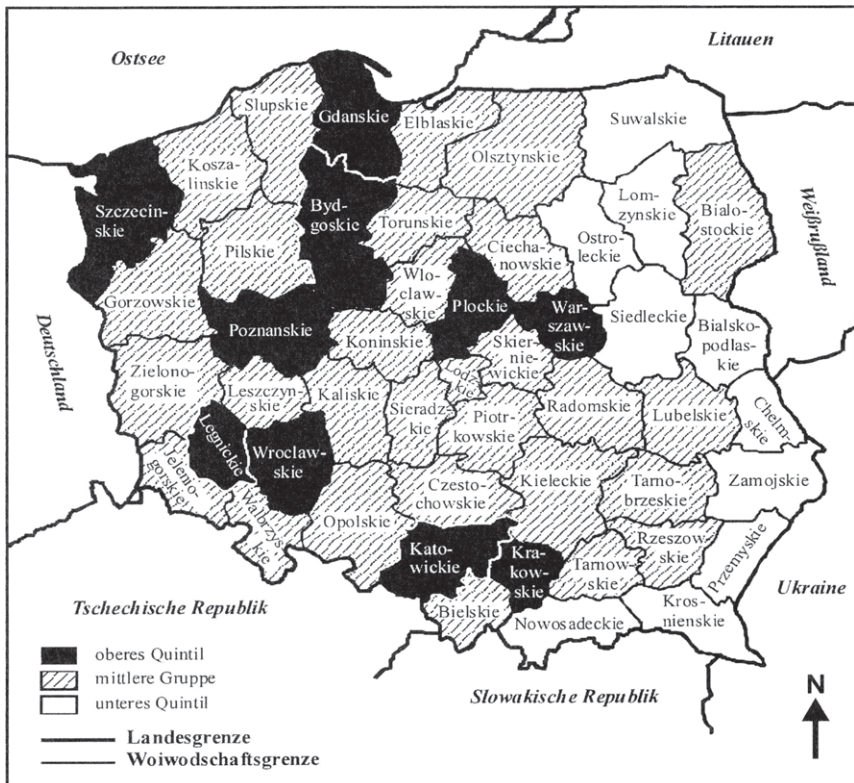 Ostsee
Litauen
Slupskie
Gdanskie
Elblaskie
Suwalskie
Koszalinskie
Olsztynskie
Szczecinskie
Bydgoskie
Lomzynskie
Bialostockie
Weißrußland
Torunskie
Pilskie
Ciechanowskie
Ostroleckie
Wloclawskie
Gorzowskie
Plockie
Warszawskie
Siedleckie
Poznanskie
Bialskopodlaskie
Deutschland
Koninskie
Skierniewickie
Zielonogorskie
Leszczynskie
Kaliskie
Lodzkie
Sieradzkie
Radomskie
Lubelskie
Chelmskie
Piotrkowskie
Legnickie
Wroclawskie
Jelemogorskie
Walbrzyskie
Opolskie
Czestochowskie
Kieleckie
Tarnobrzeskie
Zamojskie
Katowickie
Krakowskie
Tarnowskie
Rzeszowskie
Przemyskie
Ukraine
Bielskie
Nowosadeckie
Krosnienskie
Tschechische Republik
Slowakische Republik
oberes Quintil
mittlere Gruppe
unteres Quintil
Landesgrenze
Woiwodschaftsgrenze
N